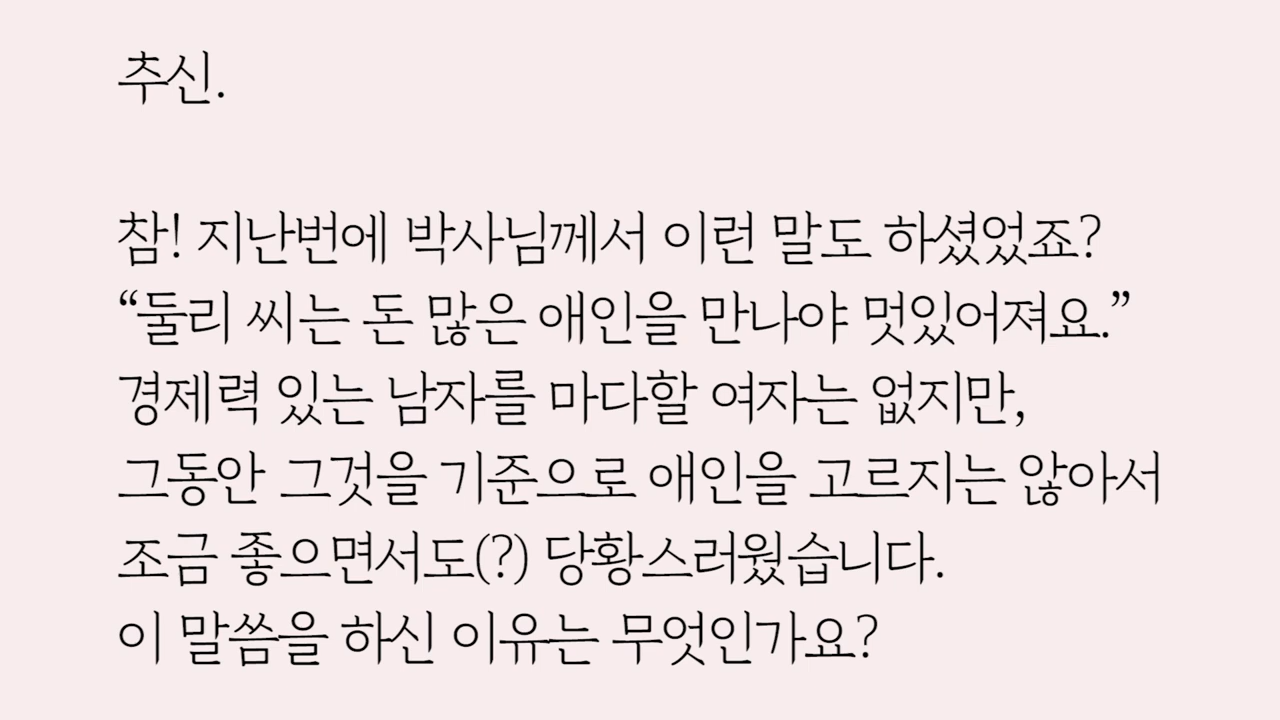 추신.
참! 지난번에 박사님께서 이런 말도 하셨었죠?
“둘리 씨는 돈 많은 애인을 만나야 멋있어져요.”
경제력 있는 남자를 마다할 여자는 없지만,
그동안 그것을 기준으로 애인을 고르지는 않아서
조금 좋으면서도(?) 당황스러웠습니다.
이 말씀을 하신 이유는 무엇인가요?